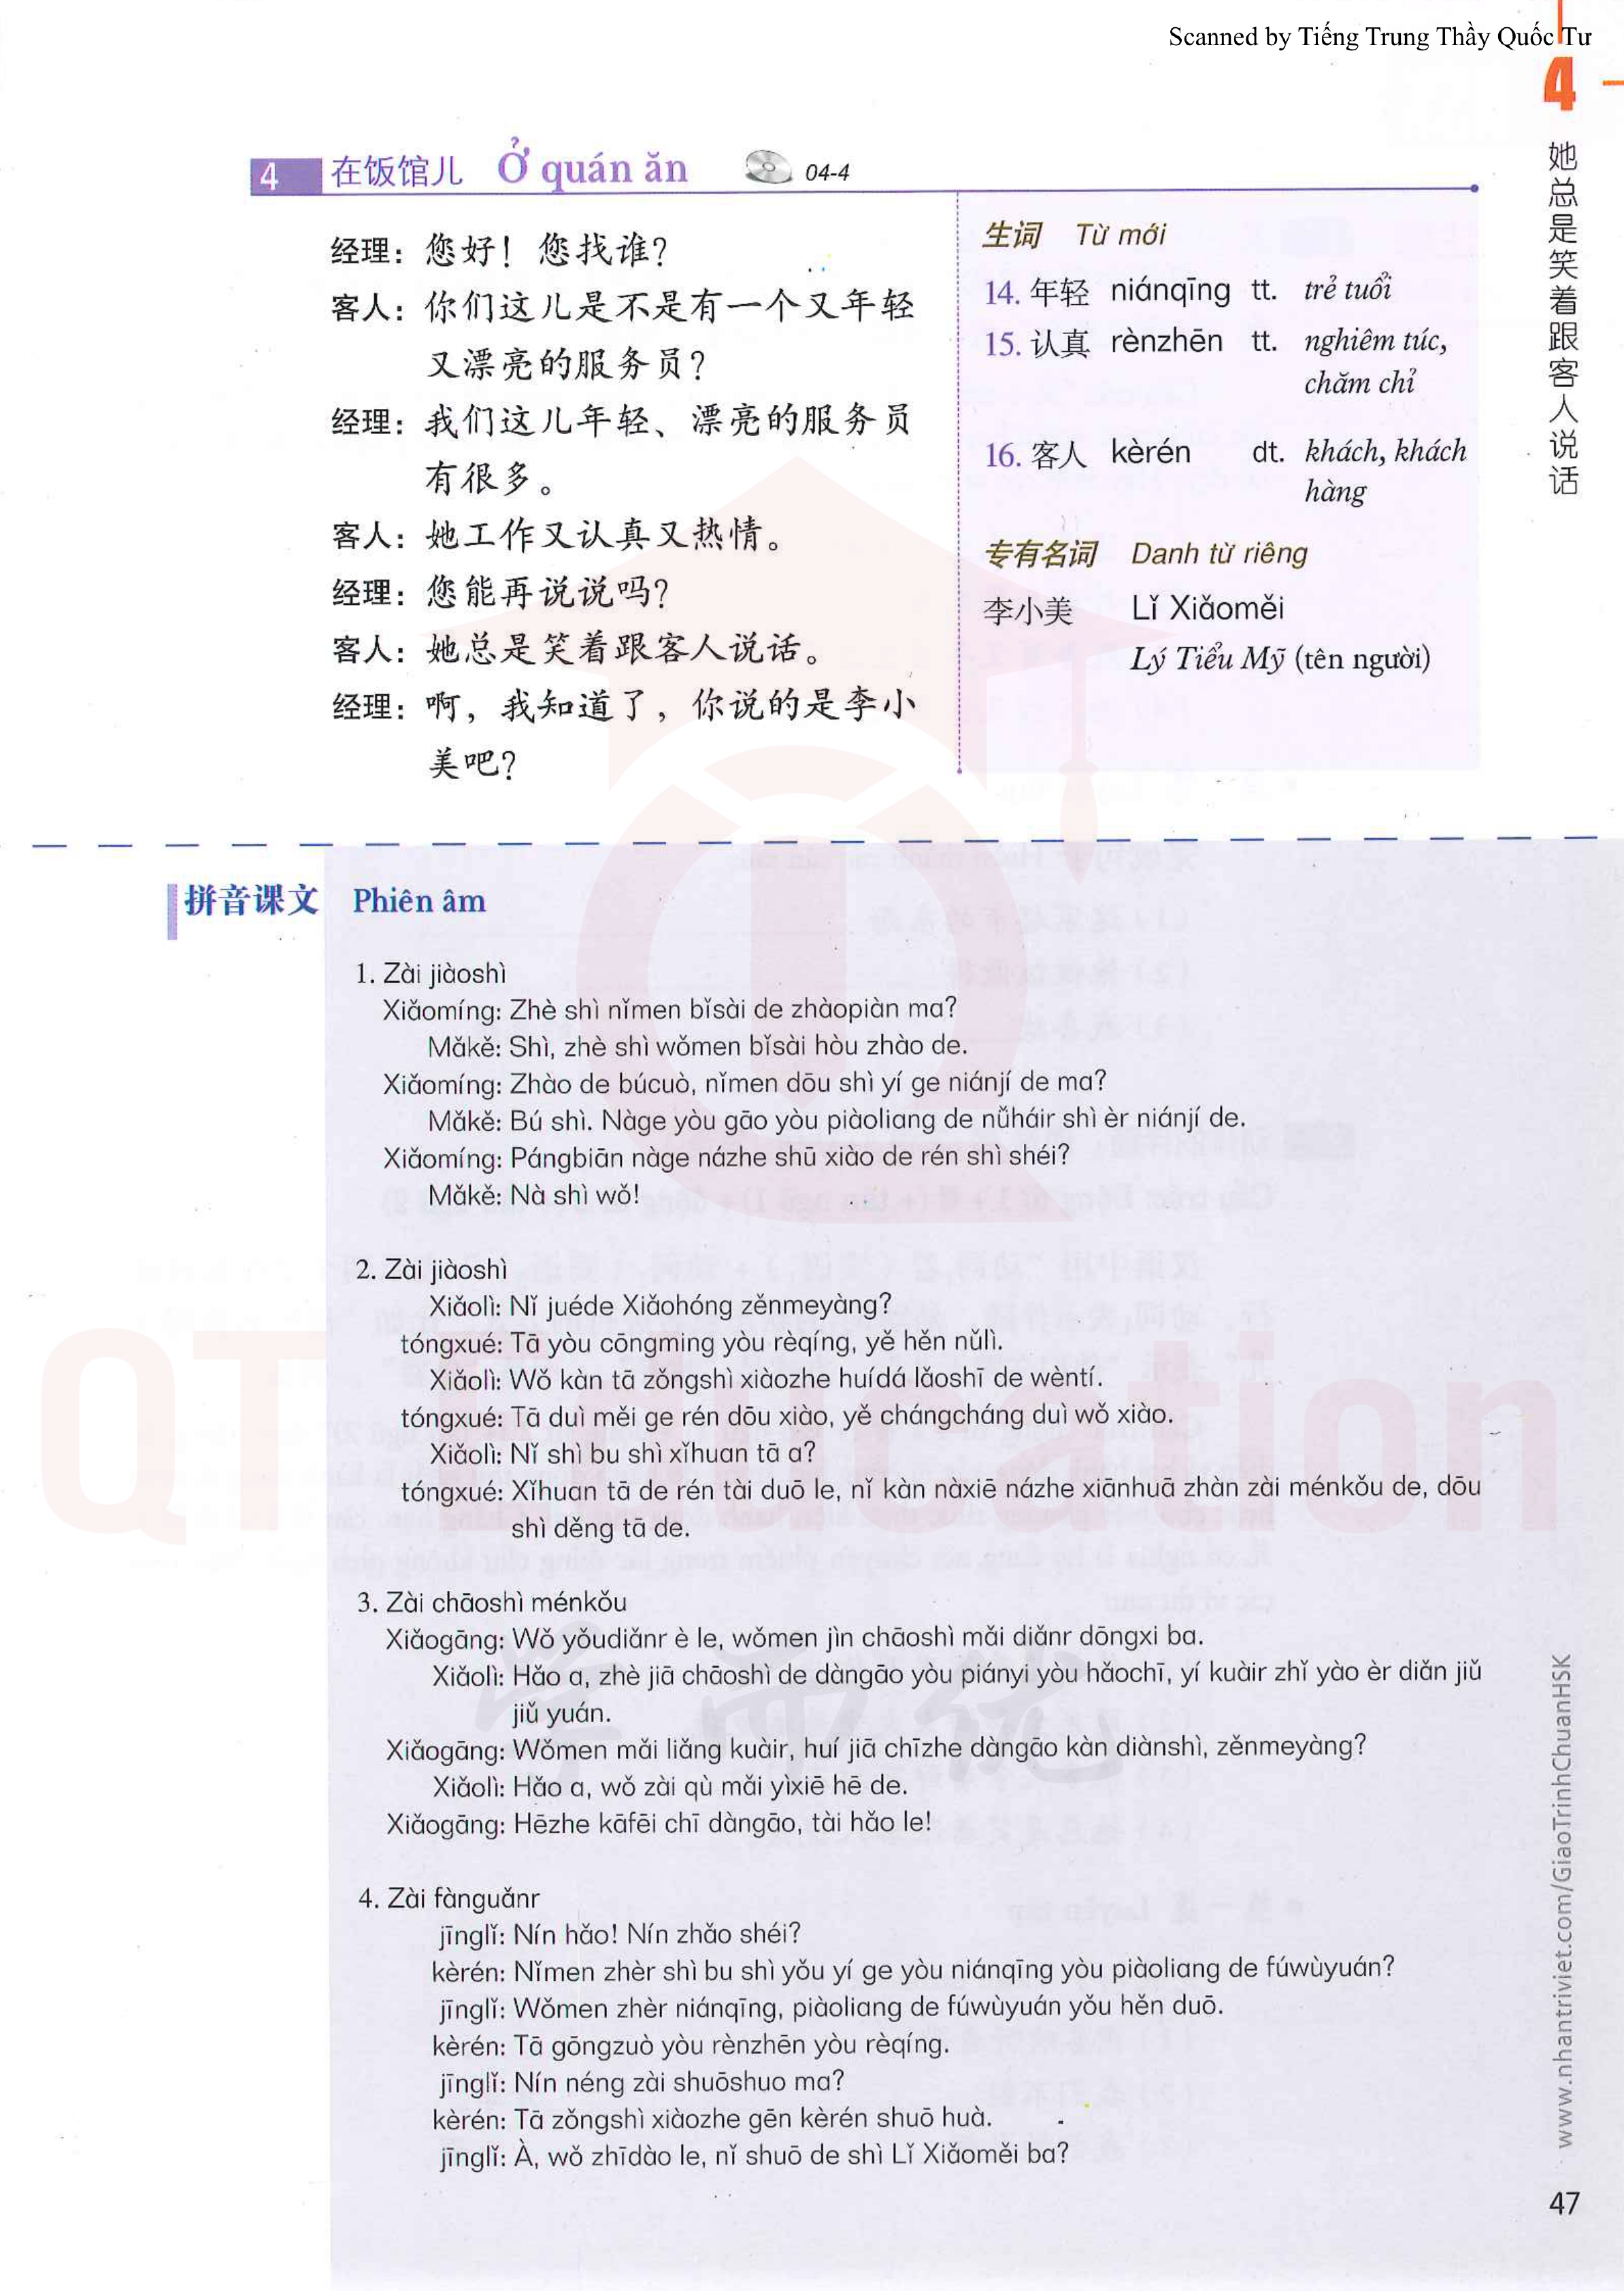 Scanned by Tiếng Trung Thầy Quốc Tư
4
她总是笑着跟客人说话
4 在饭馆儿 Ở quán ăn 04-4
经理：您好！您找谁？
客人：你们这儿是不是有一个又年轻
又漂亮的服务员？
经理：我们这儿年轻、漂亮的服务员
有很多。
客人：她工作又认真又热情。
经理：您能再说说吗？
客人：她总是笑着跟客人说话。
经理：啊，我知道了，你说的是李小
美吧？
生词 Từ mới
14. 年轻 niánqīng tt. trẻ tuổi
15. 认真 rènzhēn tt. nghiêm túc,
chăm chỉ
16. 客人 kèrén dt. khách, khách
hàng
专有名词 Danh từ riêng
李小美 Lǐ Xiǎoměi
Lý Tiểu Mỹ (tên người)
拼音课文 Phiên âm
1. Zài jiàoshì
Xiǎomíng: Zhè shì nǐmen bǐsài de zhàopiàn ma?
Mǎkě: Shì, zhè shì wǒmen bǐsài hòu zhào de.
Xiǎomíng: Zhào de búcuò, nǐmen dōu shì yí ge niánjí de ma?
Mǎkě: Bú shì. Nàge yòu gāo yòu piàoliang de nǚháir shì èr niánjí de.
Xiǎomíng: Pángbiān nàge názhe shū xiào de rén shì shéi?
Mǎkě: Nà shì wǒ!
2. Zài jiàoshì
Xiǎolì: Nǐ juéde Xiǎohóng zěnmeyàng?
tóngxué: Tā yòu cōngming yòu rèqíng, yě hěn nǔlì.
Xiǎolì: Wǒ kàn tā zǒngshì xiàozhe huídá lǎoshī de wèntí.
tóngxué: Tā duì měi ge rén dōu xiào, yě chángcháng duì wǒ xiào.
Xiǎolì: Nǐ shì bu shì xǐhuan tā a?
tóngxué: Xǐhuan tā de rén tài duō le, nǐ kàn nàxiē názhe xiānhuā zhàn zài ménkǒu de, dōu
shì děng tā de.
3. Zài chāoshì ménkǒu
Xiǎogāng: Wǒ yǒudiǎnr è le, wǒmen jìn chāoshì mǎi diǎnr dōngxi ba.
Xiǎolì: Hǎo a, zhè jiā chāoshì de dàngāo yòu piányi yòu hǎochī, yí kuàir zhǐ yào èr diǎn jiǔ
jiǔ yuán.
Xiǎogāng: Wǒmen mǎi liǎng kuàir, huí jiā chīzhe dàngāo kàn diànshì, zěnmeyàng?
Xiǎolì: Hǎo a, wǒ zài qù mǎi yìxiē hē de.
Xiǎogāng: Hēzhe kāfēi chī dàngāo, tài hǎo le!
4. Zài fànguǎnr
jīnglǐ: Nín hǎo! Nín zhǎo shéi?
kèrén: Nǐmen zhèr shì bu shì yǒu yí ge yòu niánqīng yòu piàoliang de fúwùyuán?
jīnglǐ: Wǒmen zhèr niánqīng, piàoliang de fúwùyuán yǒu hěn duō.
kèrén: Tā gōngzuò yòu rènzhēn yòu rèqíng.
jīnglǐ: Nín néng zài shuōshuo ma?
kèrén: Tā zǒngshì xiàozhe gēn kèrén shuō huà.
jīnglǐ: À, wǒ zhīdào le, nǐ shuō de shì Lǐ Xiǎoměi ba?
QT Education
www.nhantriviet.com/GiaoTrinhChuanHSK
47